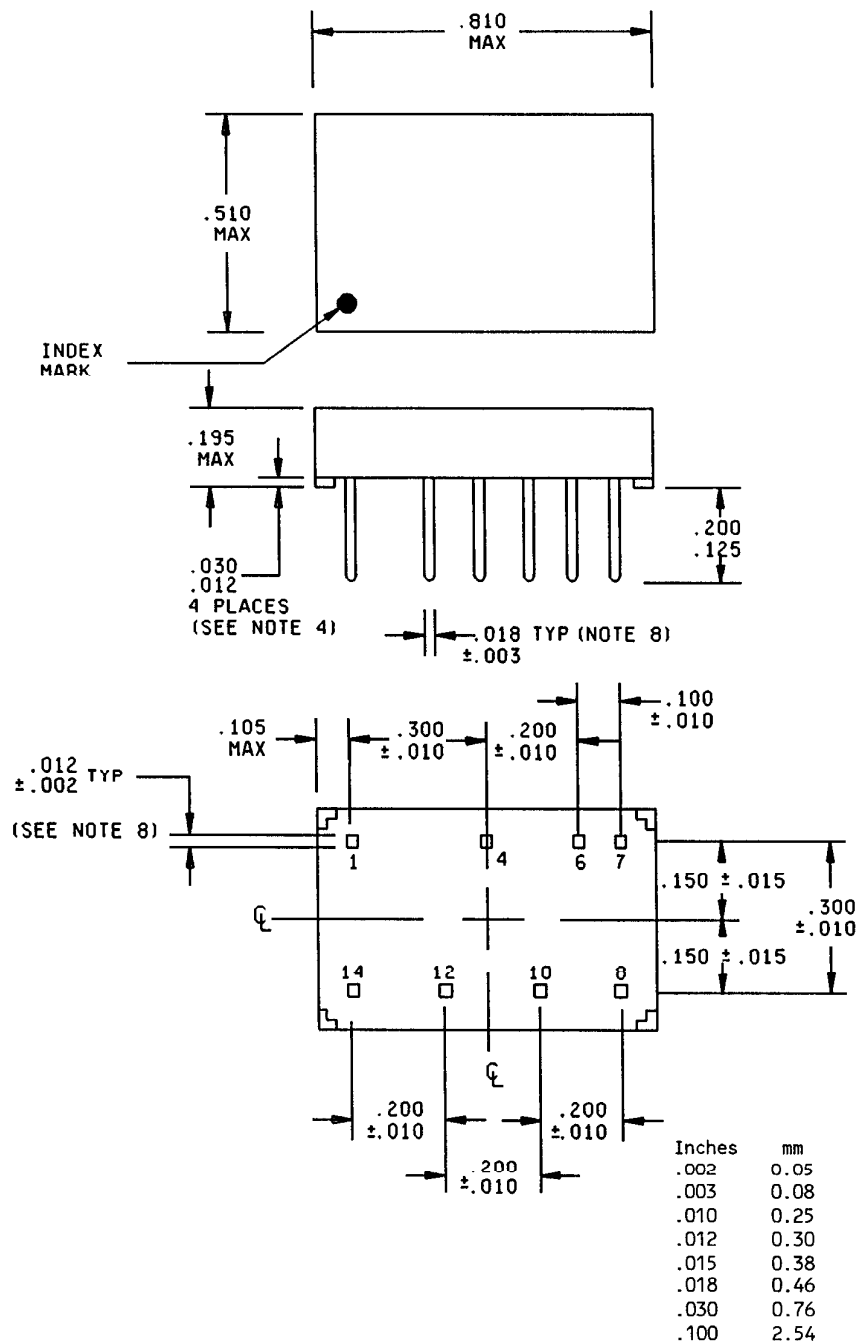 .810
MAX
.510
MAX
INDEX
MARK
.195
MAX
.200
.125
.030
.012
4 PLACES
(SEE NOTE 4)
.018 TYP (NOTE 8)
±.003
.100
±.010
.105
MAX
.300
±.010
.200
±.010
.012
±.002 TYP
(SEE NOTE 8)
1 4 6 7
.150 ±.015
.300
±.010
℄
.150 ±.015
14 12 10 8
℄
.200
±.010
.200
±.010
.200
±.010
Inches mm
.002 0.05
.003 0.08
.010 0.25
.012 0.30
.015 0.38
.018 0.46
.030 0.76
.100 2.54